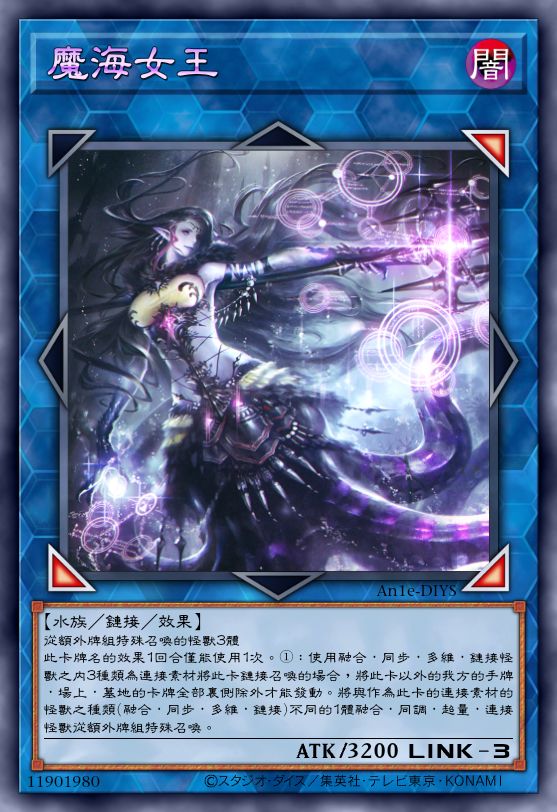 魔海女王
闇
An1e-DIYS
【水族／鏈接／效果】
從額外牌組特殊召喚的怪獸3體
此卡牌名的效果1回合僅能使用1次。①：使用融合・同步・多維・鏈接怪
獸之內3種類為連接素材將此卡鏈接召喚的場合，將此卡以外的我方的手牌
・場上・墓地的卡牌全部裏側除外才能發動。將與作為此卡的連接素材的
怪獸之種類(融合・同步・多維・鏈接)不同的1體融合・同調・超量・連接
怪獸從額外牌組特殊召喚。
ATK/3200 LINK-3
11901980 ©スタジオ・ダイス／集英社・テレビ東京・KONAMI